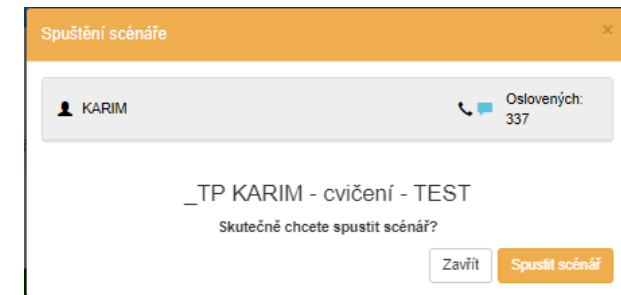 Spuštění scénáře
×
KARIM
Oslovených:
337
_TP KARIM - cvičení - TEST
Skutečně chcete spustit scénář?
Zavřít
Spustit scénář